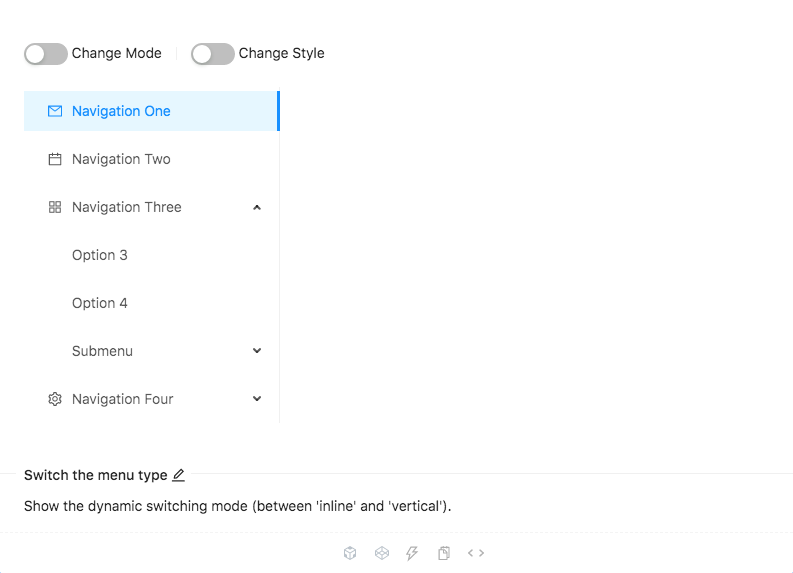 Change Mode Change Style
Navigation One
Navigation Two
Navigation Three
Option 3
Option 4
Submenu
Navigation Four
Switch the menu type
Show the dynamic switching mode (between 'inline' and 'vertical').